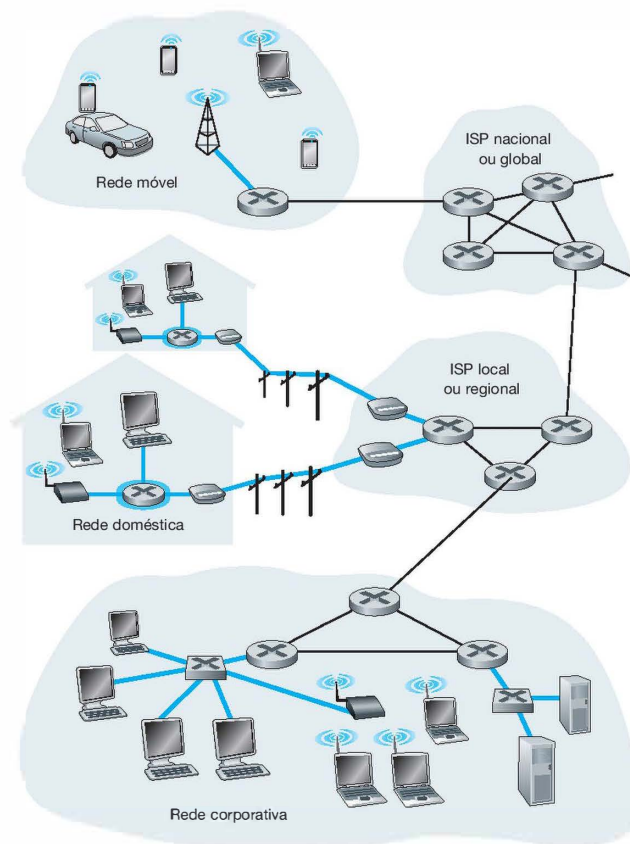 ISP nacional
ou global
Rede móvel
ISP local
ou regional
Rede doméstica
Rede corporativa